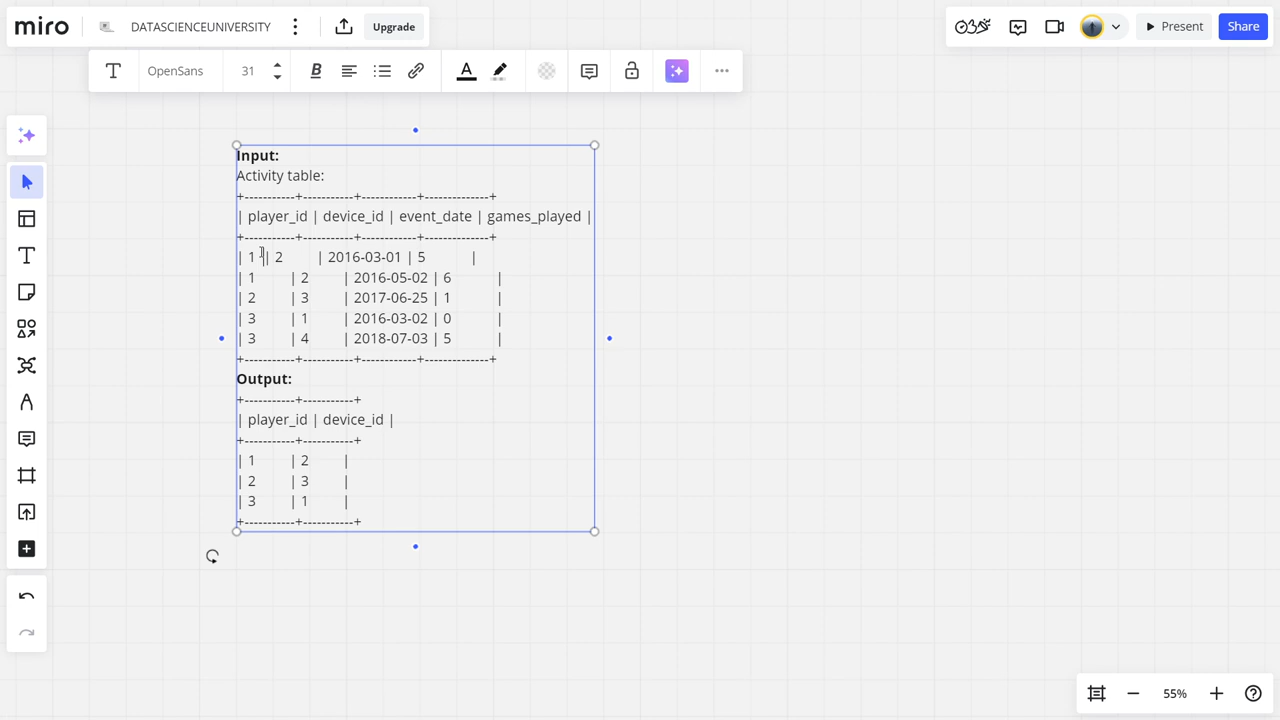 miro
DATASCIENCEUNIVERSITY
Upgrade
Present
Share
OpenSans
31
B
A
Input:
Activity table:
+-----------+-----------+------------+--------------+
| player_id | device_id | event_date | games_played |
+-----------+-----------+------------+--------------+
| 1 | 2 | 2016-03-01 | 5 |
| 1 | 2 | 2016-05-02 | 6 |
| 2 | 3 | 2017-06-25 | 1 |
| 3 | 1 | 2016-03-02 | 0 |
| 3 | 4 | 2018-07-03 | 5 |
+-----------+-----------+------------+--------------+
Output:
+-----------+-----------+
| player_id | device_id |
+-----------+-----------+
| 1 | 2 |
| 2 | 3 |
| 3 | 1 |
+-----------+-----------+
55%